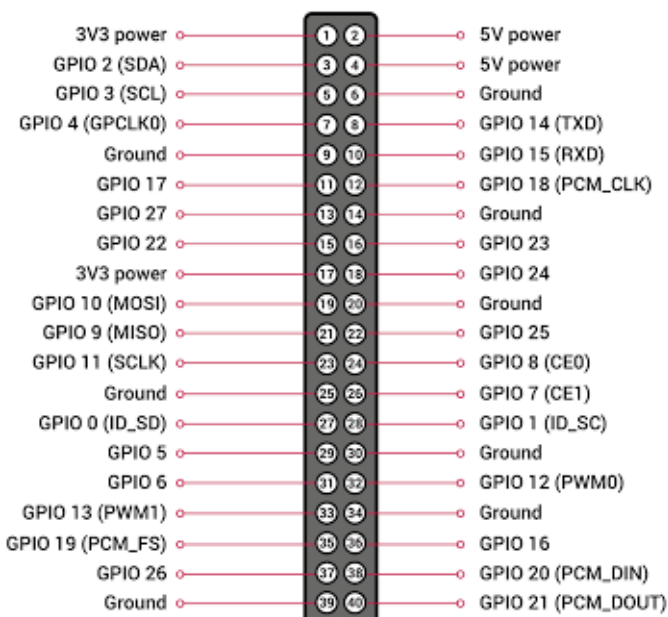 3V3 power 1 2 5V power
GPIO 2 (SDA) 3 4 5V power
GPIO 3 (SCL) 5 6 Ground
GPIO 4 (GPCLK0) 7 8 GPIO 14 (TXD)
Ground 9 10 GPIO 15 (RXD)
GPIO 17 11 12 GPIO 18 (PCM_CLK)
GPIO 27 13 14 Ground
GPIO 22 15 16 GPIO 23
3V3 power 17 18 GPIO 24
GPIO 10 (MOSI) 19 20 Ground
GPIO 9 (MISO) 21 22 GPIO 25
GPIO 11 (SCLK) 23 24 GPIO 8 (CE0)
Ground 25 26 GPIO 7 (CE1)
GPIO 0 (ID_SD) 27 28 GPIO 1 (ID_SC)
GPIO 5 29 30 Ground
GPIO 6 31 32 GPIO 12 (PWM0)
GPIO 13 (PWM1) 33 34 Ground
GPIO 19 (PCM_FS) 35 36 GPIO 16
GPIO 26 37 38 GPIO 20 (PCM_DIN)
Ground 39 40 GPIO 21 (PCM_DOUT)